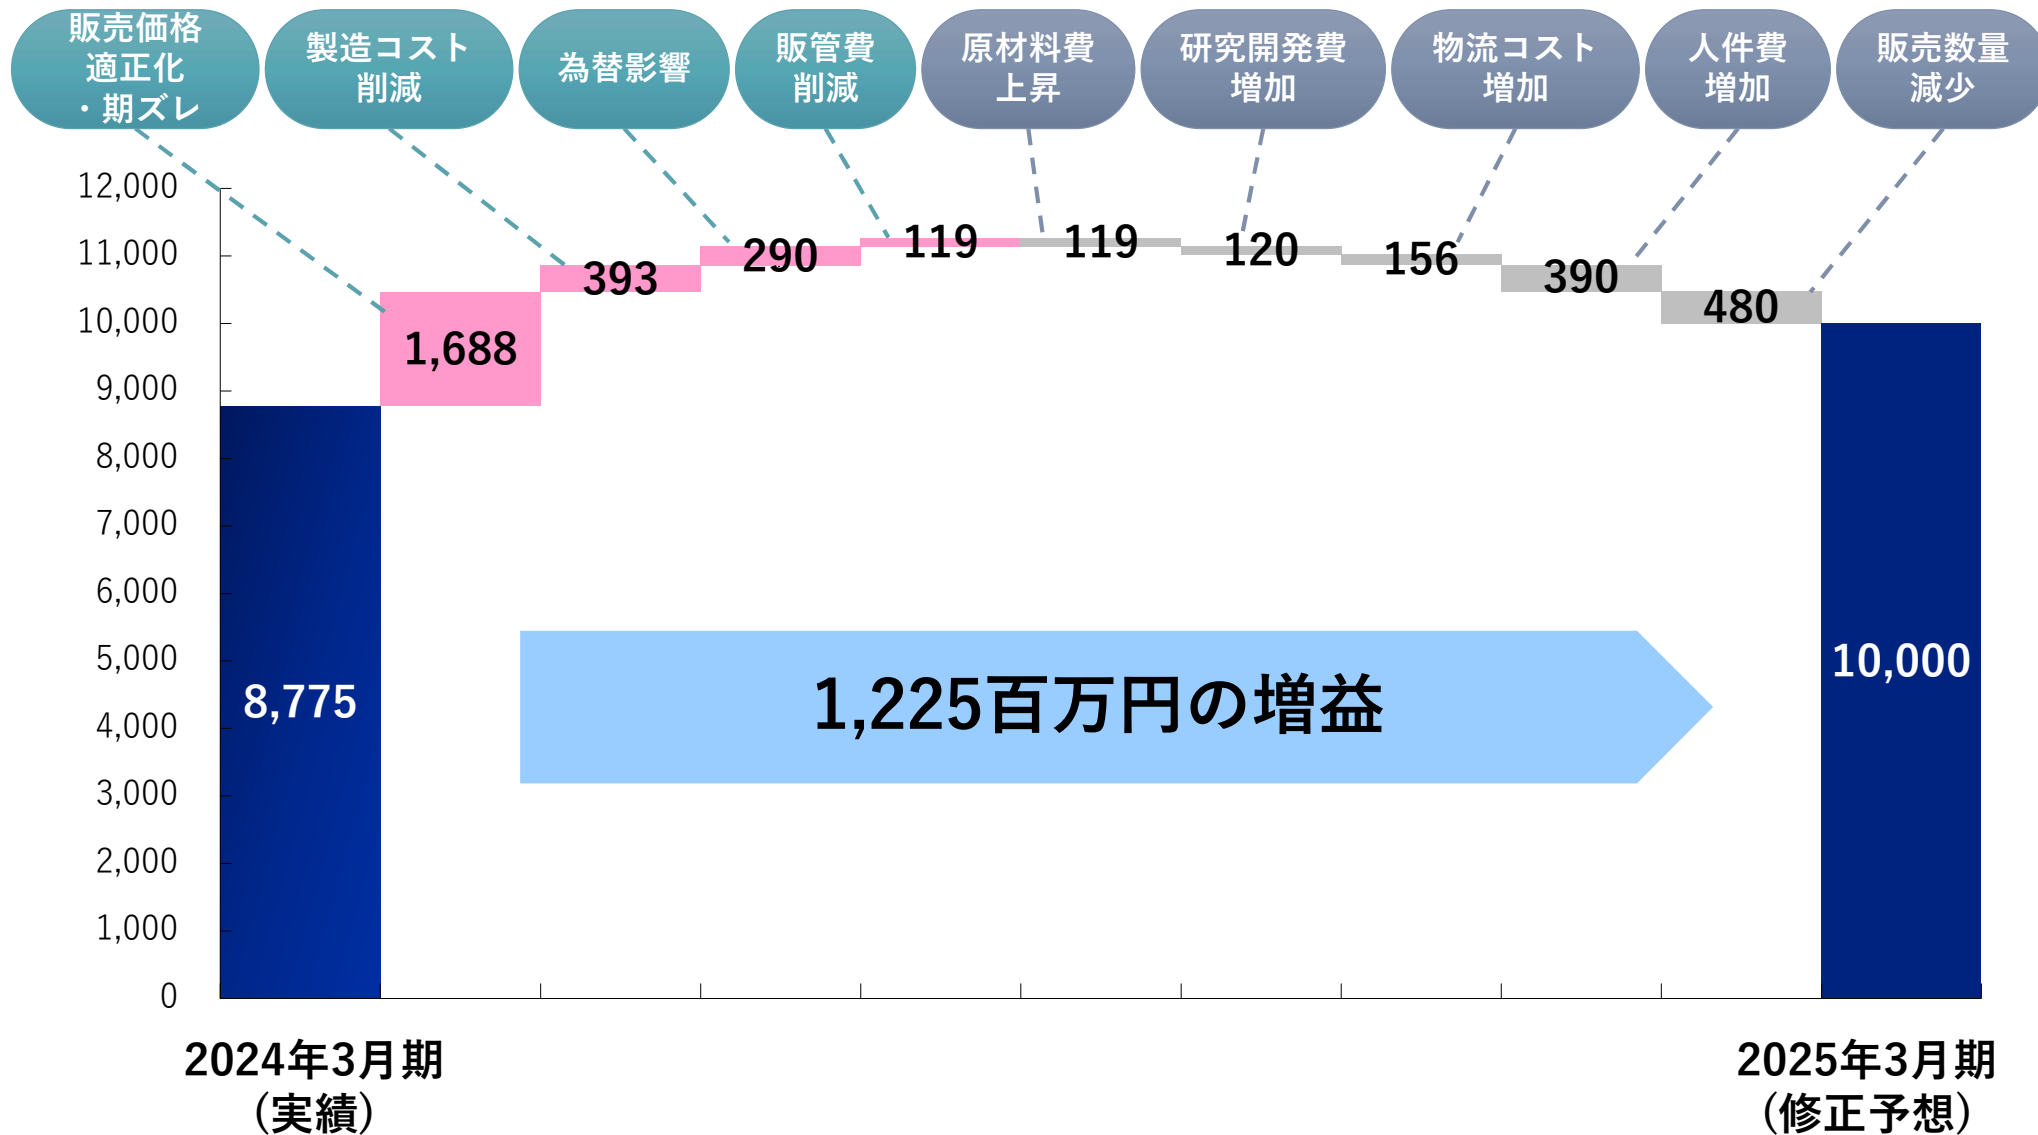 販売価格
適正化
・期ズレ
製造コスト
削減
為替影響
販管費
削減
原材料費
上昇
研究開発費
増加
物流コスト
増加
人件費
増加
販売数量
減少
12,000
11,000
10,000
9,000
8,000
7,000
6,000
5,000
4,000
3,000
2,000
1,000
0
8,775
1,688
393
290
119
119
120
156
390
480
10,000
1,225百万円の増益
2024年3月期
(実績)
2025年3月期
(修正予想)